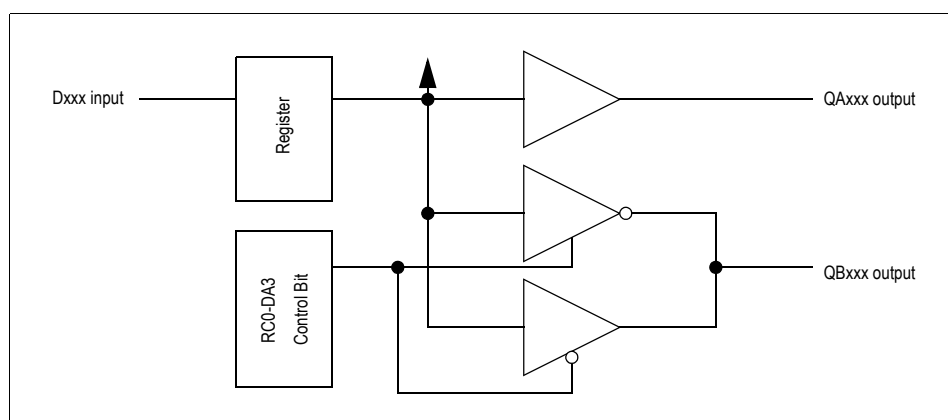 Dxxx input
Register
QAxxx output
RC0-DA3
Control Bit
QBxxx output